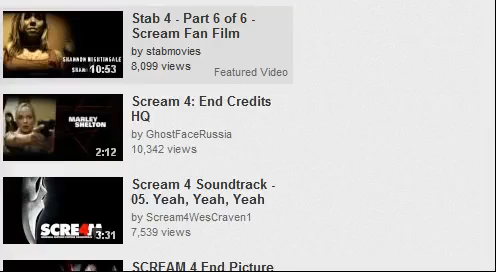 Stab 4 - Part 6 of 6 -
Scream Fan Film
by stabmovies
8,099 views
Featured Video
SHANNON NIGHTINGALE
10:53
Scream 4: End Credits
HQ
by GhostFaceRussia
10,342 views
MARLEY
SHELTON
2:12
Scream 4 Soundtrack -
05. Yeah, Yeah, Yeah
by Scream4WesCraven1
7,539 views
SCRE4M
3:31
SCREAM 4 End Picture